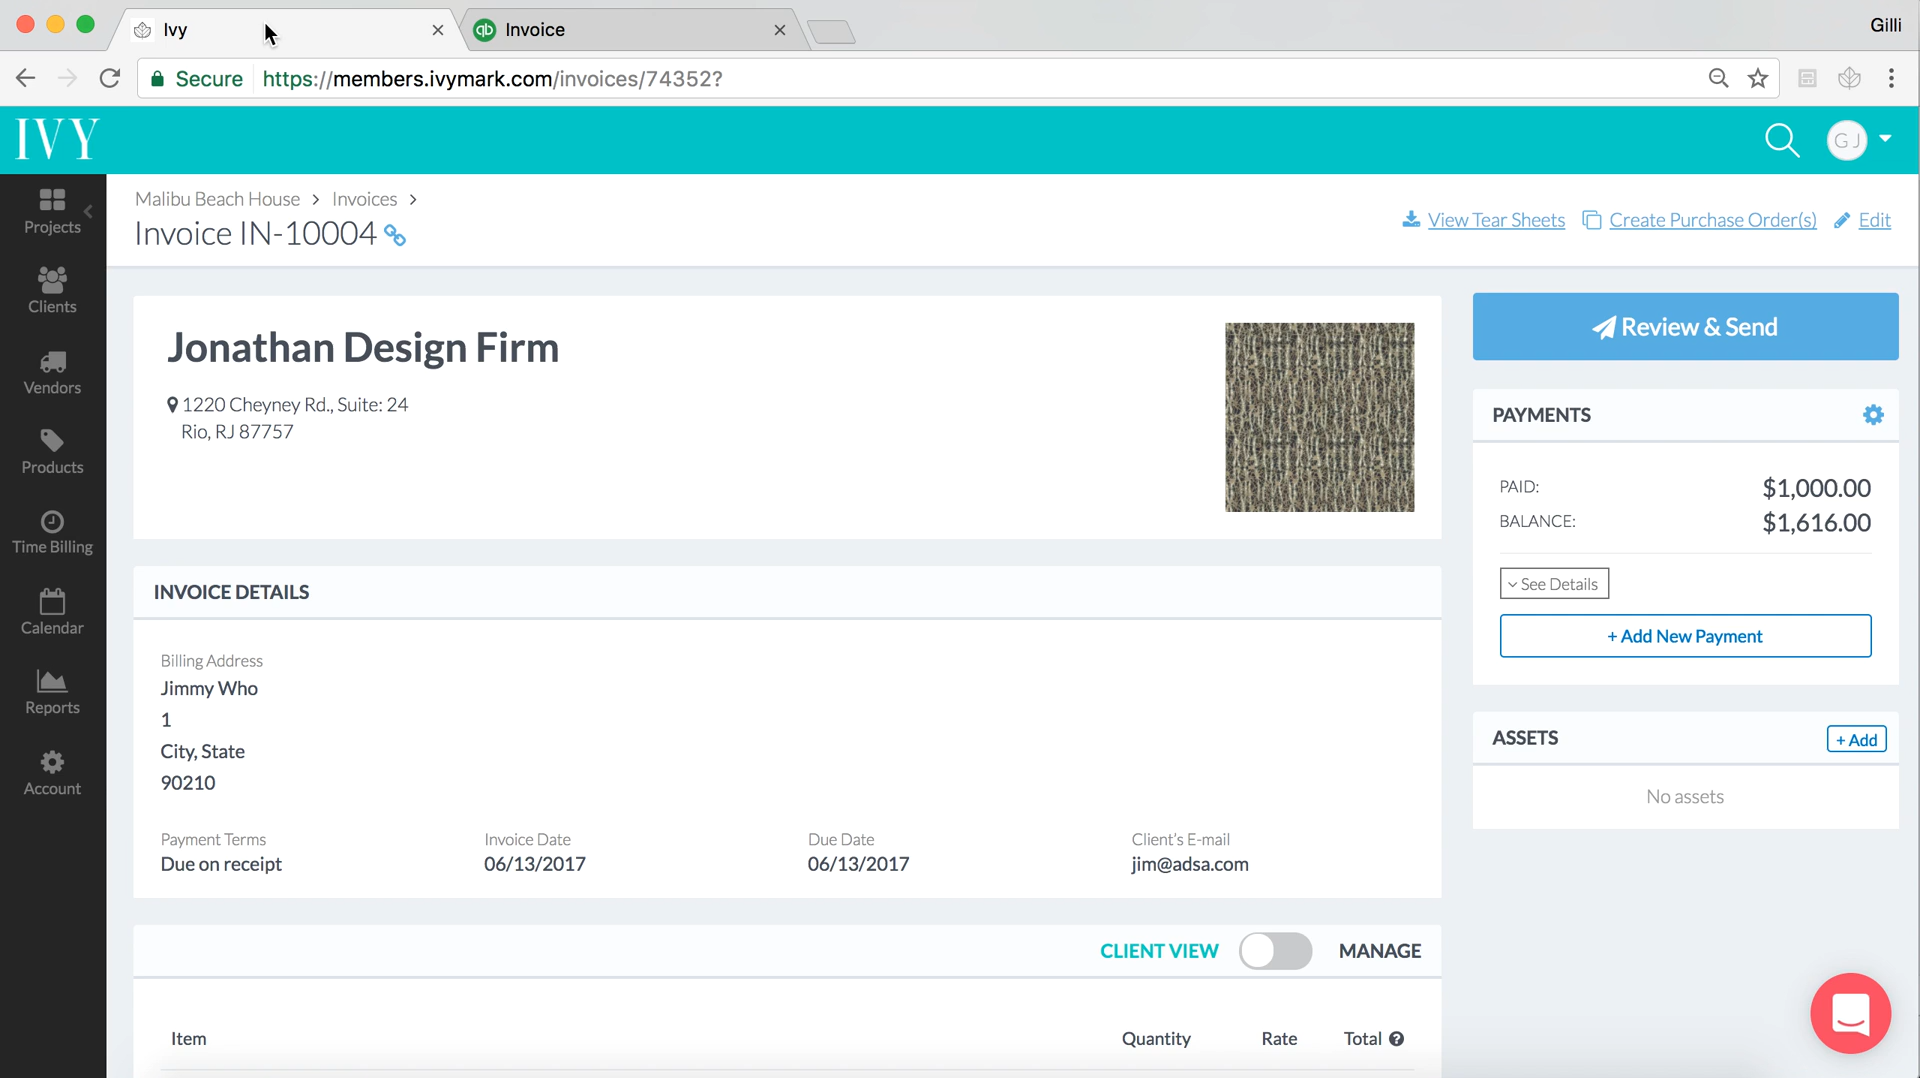 Ivy
Invoice
Gilli
Secure https://members.ivymark.com/invoices/74352?
IVY
GJ
Projects
Clients
Vendors
Products
Time Billing
Calendar
Reports
Account
Malibu Beach House > Invoices >
Invoice IN-10004
View Tear Sheets Create Purchase Order(s) Edit
Jonathan Design Firm
1220 Cheyney Rd., Suite: 24
Rio, RJ 87757
INVOICE DETAILS
Billing Address
Jimmy Who
1
City, State
90210
Payment Terms Invoice Date Due Date Client's E-mail
Due on receipt 06/13/2017 06/13/2017 jim@adsa.com
CLIENT VIEW MANAGE
Item Quantity Rate Total ?
Review & Send
PAYMENTS
PAID: $1,000.00
BALANCE: $1,616.00
See Details
+ Add New Payment
ASSETS + Add
No assets